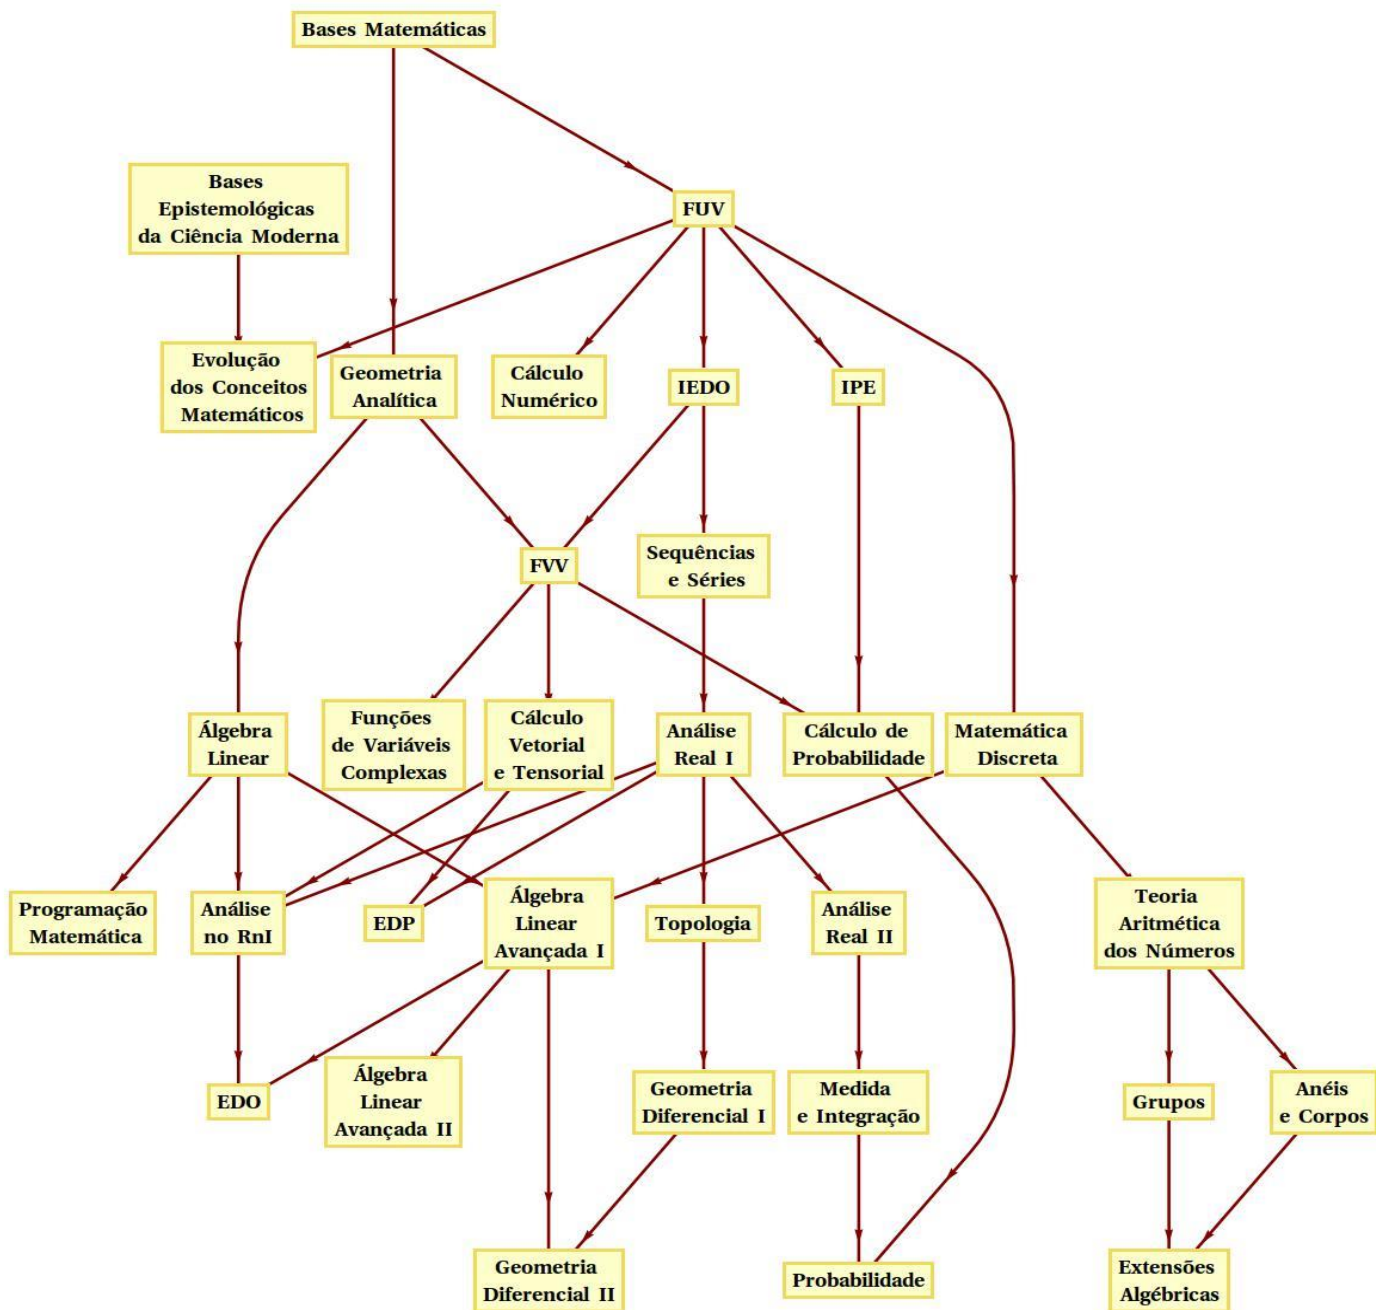 Bases Matemáticas
Bases
Epistemológicas
da Ciência Moderna
FUV
Evolução
dos Conceitos
Matemáticos
Geometria
Analítica
Cálculo
Numérico
IEDO
IPE
FVV
Sequências
e Séries
Álgebra
Linear
Funções
de Variáveis
Complexas
Cálculo
Vetorial
e Tensorial
Análise
Real I
Cálculo de
Probabilidade
Matemática
Discreta
Programação
Matemática
Análise
no RnI
EDP
Álgebra
Linear
Avançada I
Topologia
Análise
Real II
Teoria
Aritmética
dos Números
EDO
Álgebra
Linear
Avançada II
Geometria
Diferencial I
Medida
e Integração
Grupos
Anéis
e Corpos
Geometria
Diferencial II
Probabilidade
Extensões
Algébricas